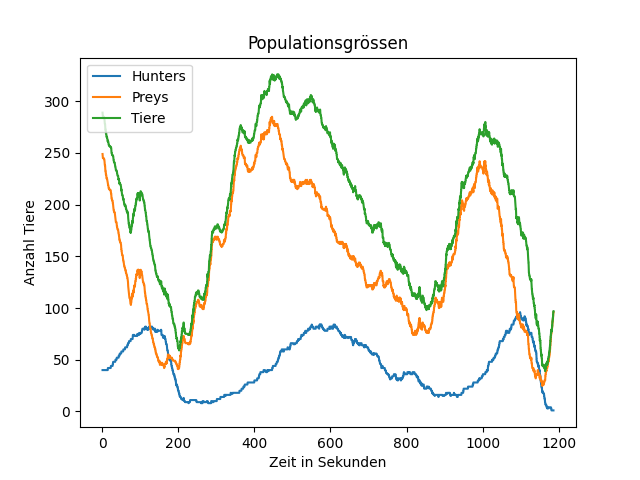 Populationsgrössen
Hunters
Preys
Tiere
Anzahl Tiere
300
250
200
150
100
50
0
0 200 400 600 800 1000 1200
Zeit in Sekunden